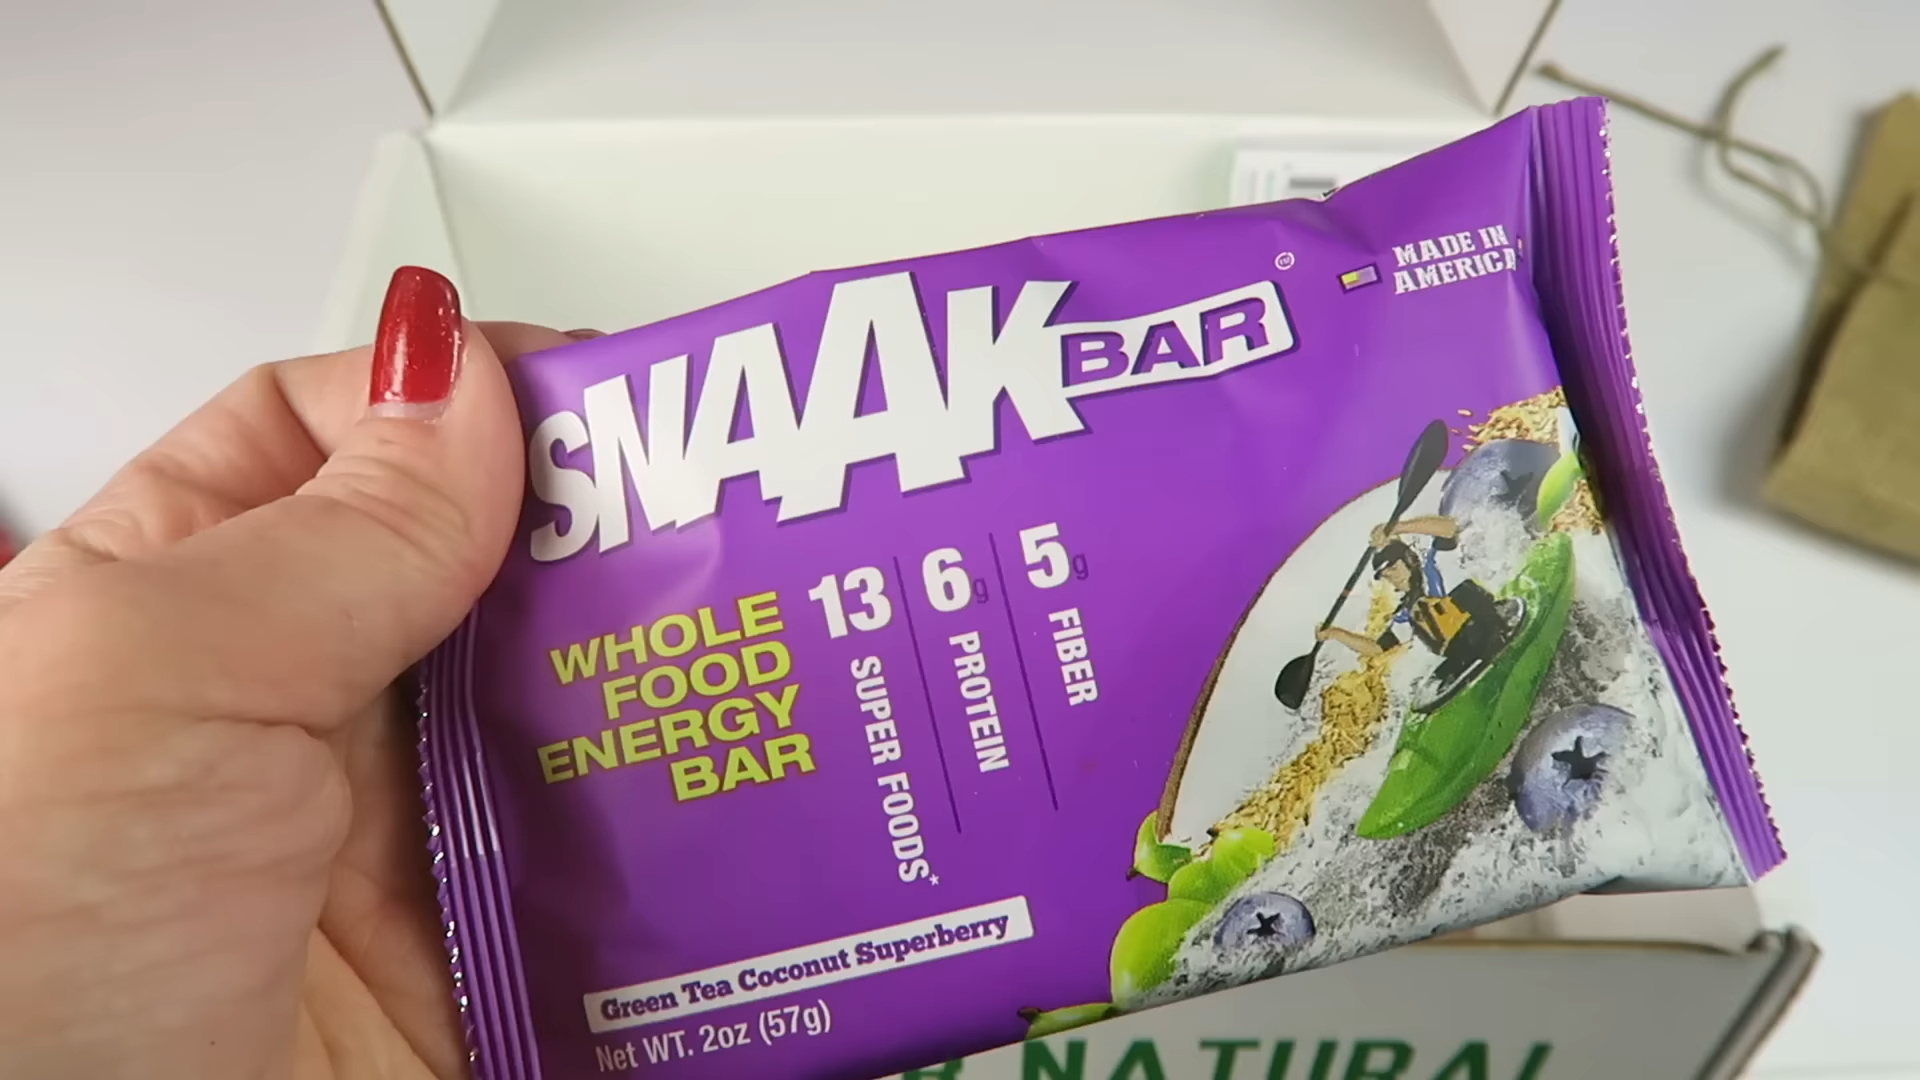 SNAAK BAR
MADE IN
AMERICA
WHOLE
FOOD
ENERGY
BAR
13 SUPER FOODS*
6g PROTEIN
5g FIBER
Green Tea Coconut Superberry
Net WT. 2oz (57g)
NATURAL